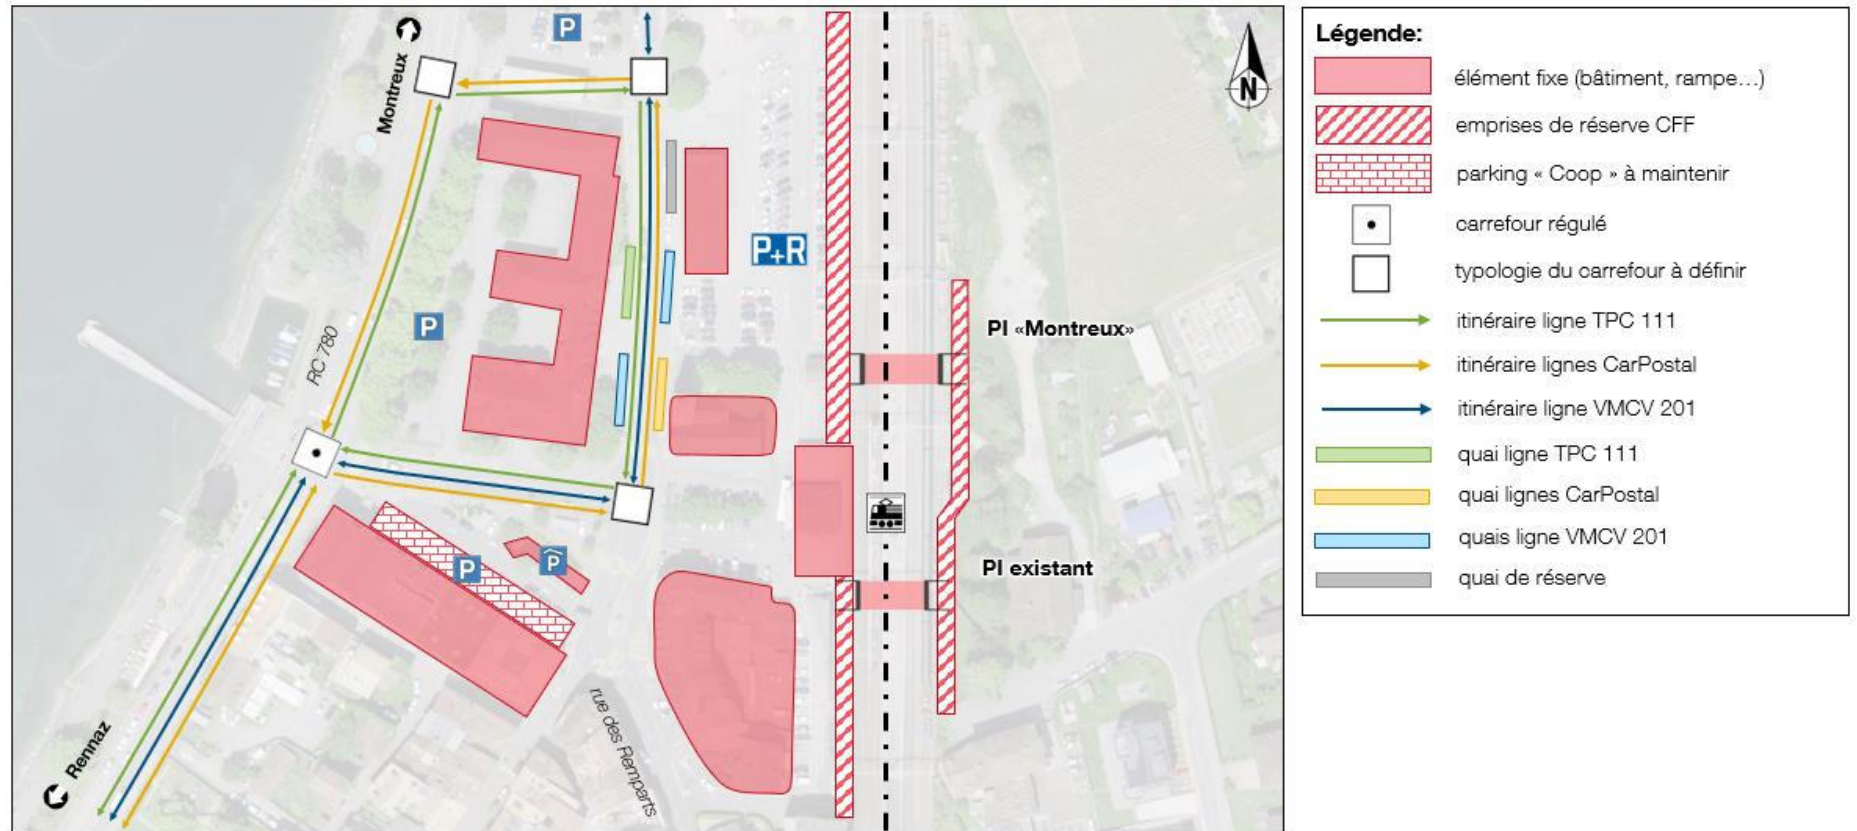 Montreux
P
N
P+R
P
RC 780
PI «Montreux»
P
P
PI existant
Rennaz
rue des Remparts
Légende:
élément fixe (bâtiment, rampe...)
emprises de réserve CFF
parking « Coop » à maintenir
carrefour régulé
typologie du carrefour à définir
itinéraire ligne TPC 111
itinéraire lignes CarPostal
itinéraire ligne VMCV 201
quai ligne TPC 111
quai lignes CarPostal
quais ligne VMCV 201
quai de réserve